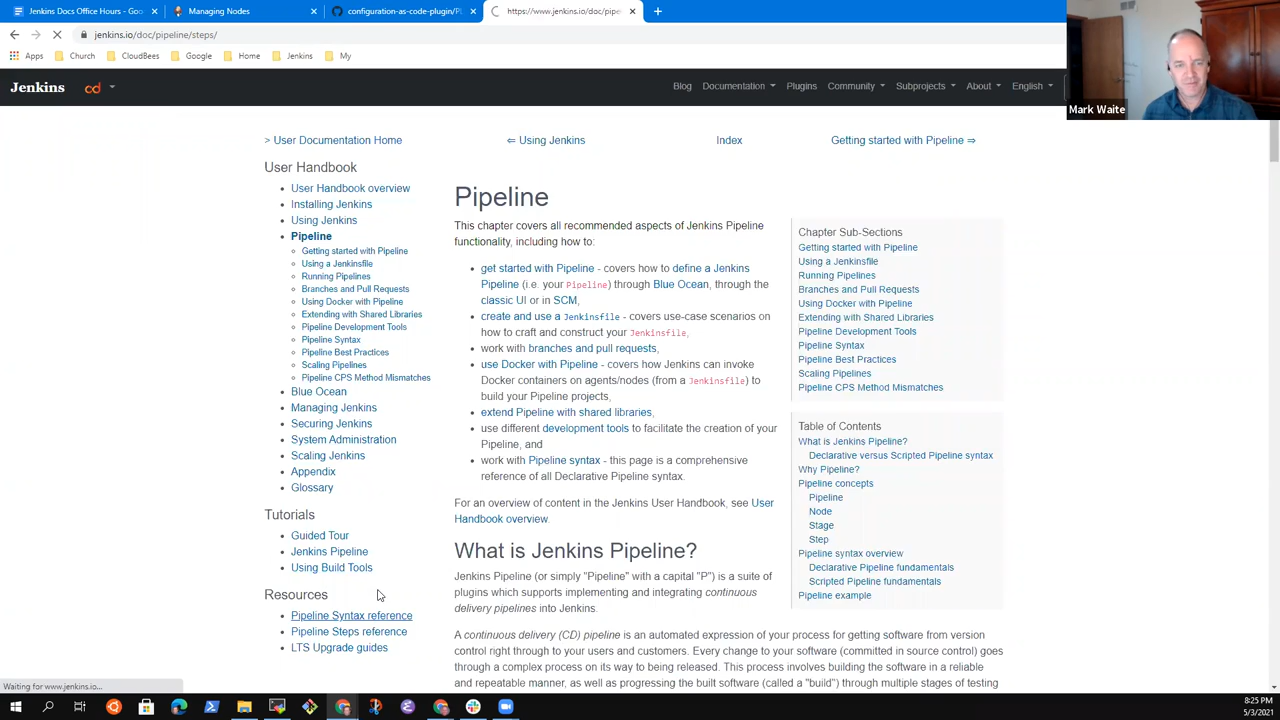 Jenkins Docs Office Hours - Goo
Managing Nodes
configuration-as-code-plugin/PL
https://www.jenkins.io/doc/pipe
jenkins.io/doc/pipeline/steps/
Apps
Church
CloudBees
Google
Home
Jenkins
My
Mark Waite
Jenkins
cd
Blog
Documentation
Plugins
Community
Subprojects
About
English
> User Documentation Home
⇐ Using Jenkins
Index
Getting started with Pipeline ⇒
User Handbook
User Handbook overview
Installing Jenkins
Using Jenkins
Pipeline
Getting started with Pipeline
Using a Jenkinsfile
Running Pipelines
Branches and Pull Requests
Using Docker with Pipeline
Extending with Shared Libraries
Pipeline Development Tools
Pipeline Syntax
Pipeline Best Practices
Scaling Pipelines
Pipeline CPS Method Mismatches
Blue Ocean
Managing Jenkins
Securing Jenkins
System Administration
Scaling Jenkins
Appendix
Glossary
Tutorials
Guided Tour
Jenkins Pipeline
Using Build Tools
Resources
Pipeline Syntax reference
Pipeline Steps reference
LTS Upgrade guides
Pipeline
This chapter covers all recommended aspects of Jenkins Pipeline
functionality, including how to:
get started with Pipeline - covers how to define a Jenkins
Pipeline (i.e. your Pipeline) through Blue Ocean, through the
classic UI or in SCM,
create and use a Jenkinsfile - covers use-case scenarios on
how to craft and construct your Jenkinsfile,
work with branches and pull requests,
use Docker with Pipeline - covers how Jenkins can invoke
Docker containers on agents/nodes (from a Jenkinsfile) to
build your Pipeline projects,
extend Pipeline with shared libraries,
use different development tools to facilitate the creation of your
Pipeline, and
work with Pipeline syntax - this page is a comprehensive
reference of all Declarative Pipeline syntax.
For an overview of content in the Jenkins User Handbook, see User
Handbook overview.
What is Jenkins Pipeline?
Jenkins Pipeline (or simply "Pipeline" with a capital "P") is a suite of
plugins which supports implementing and integrating continuous
delivery pipelines into Jenkins.
A continuous delivery (CD) pipeline is an automated expression of your process for getting software from version
control right through to your users and customers. Every change to your software (committed in source control) goes
through a complex process on its way to being released. This process involves building the software in a reliable
and repeatable manner, as well as progressing the built software (called a "build") through multiple stages of testing
Chapter Sub-Sections
Getting started with Pipeline
Using a Jenkinsfile
Running Pipelines
Branches and Pull Requests
Using Docker with Pipeline
Extending with Shared Libraries
Pipeline Development Tools
Pipeline Syntax
Pipeline Best Practices
Scaling Pipelines
Pipeline CPS Method Mismatches
Table of Contents
What is Jenkins Pipeline?
Declarative versus Scripted Pipeline syntax
Why Pipeline?
Pipeline concepts
Pipeline
Node
Stage
Step
Pipeline syntax overview
Declarative Pipeline fundamentals
Scripted Pipeline fundamentals
Pipeline example
Waiting for www.jenkins.io...
8:25 PM
5/3/2021